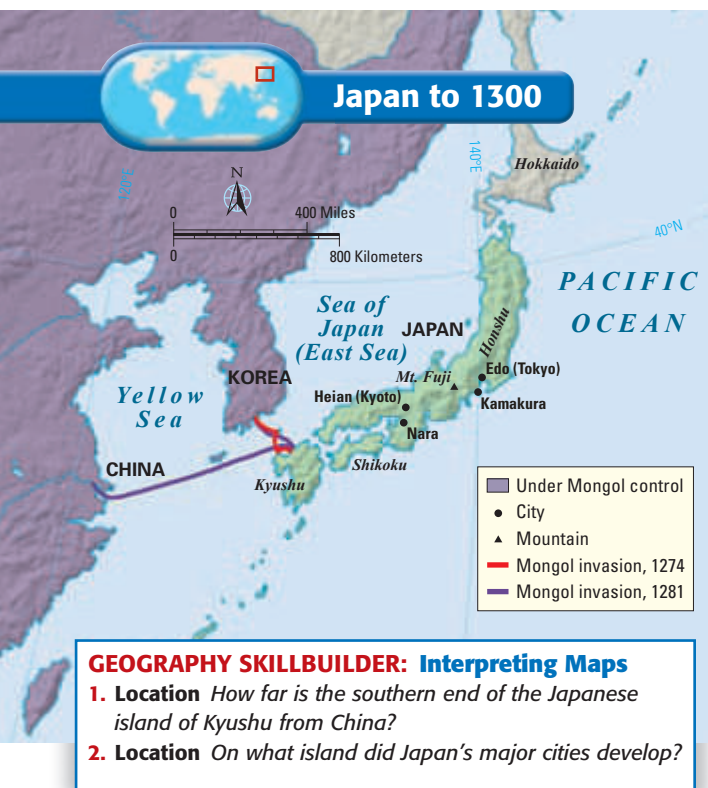 Japan to 1300
120°E
140°E
Hokkaido
N
0 400 Miles
0 800 Kilometers
40°N
PACIFIC
OCEAN
Sea of
Japan
(East Sea)
JAPAN
Honshu
KOREA
Mt. Fuji
Edo (Tokyo)
Yellow
Sea
Heian (Kyoto)
Kamakura
Nara
CHINA
Shikoku
Kyushu
Under Mongol control
City
Mountain
Mongol invasion, 1274
Mongol invasion, 1281
GEOGRAPHY SKILLBUILDER: Interpreting Maps
1. Location How far is the southern end of the Japanese
island of Kyushu from China?
2. Location On what island did Japan's major cities develop?